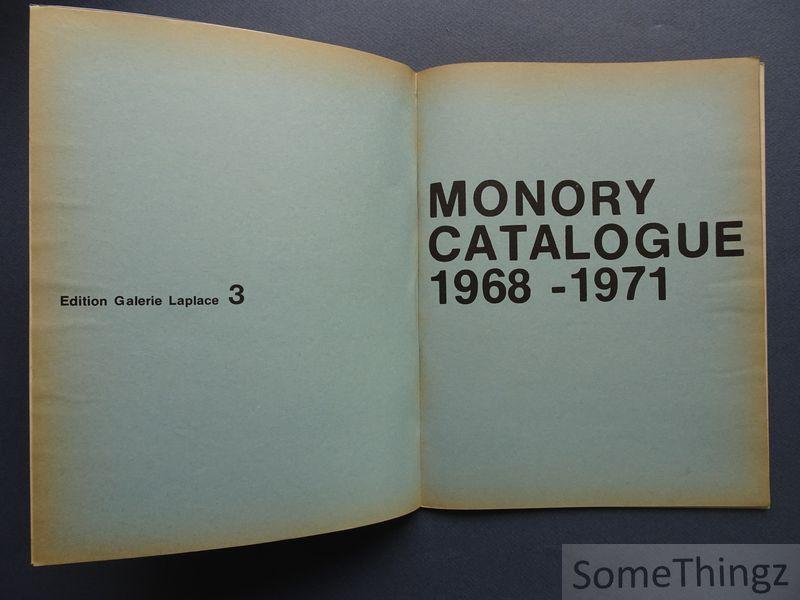 Edition Galerie Laplace 3
MONORY
CATALOGUE
1968 -1971
SomeThingz